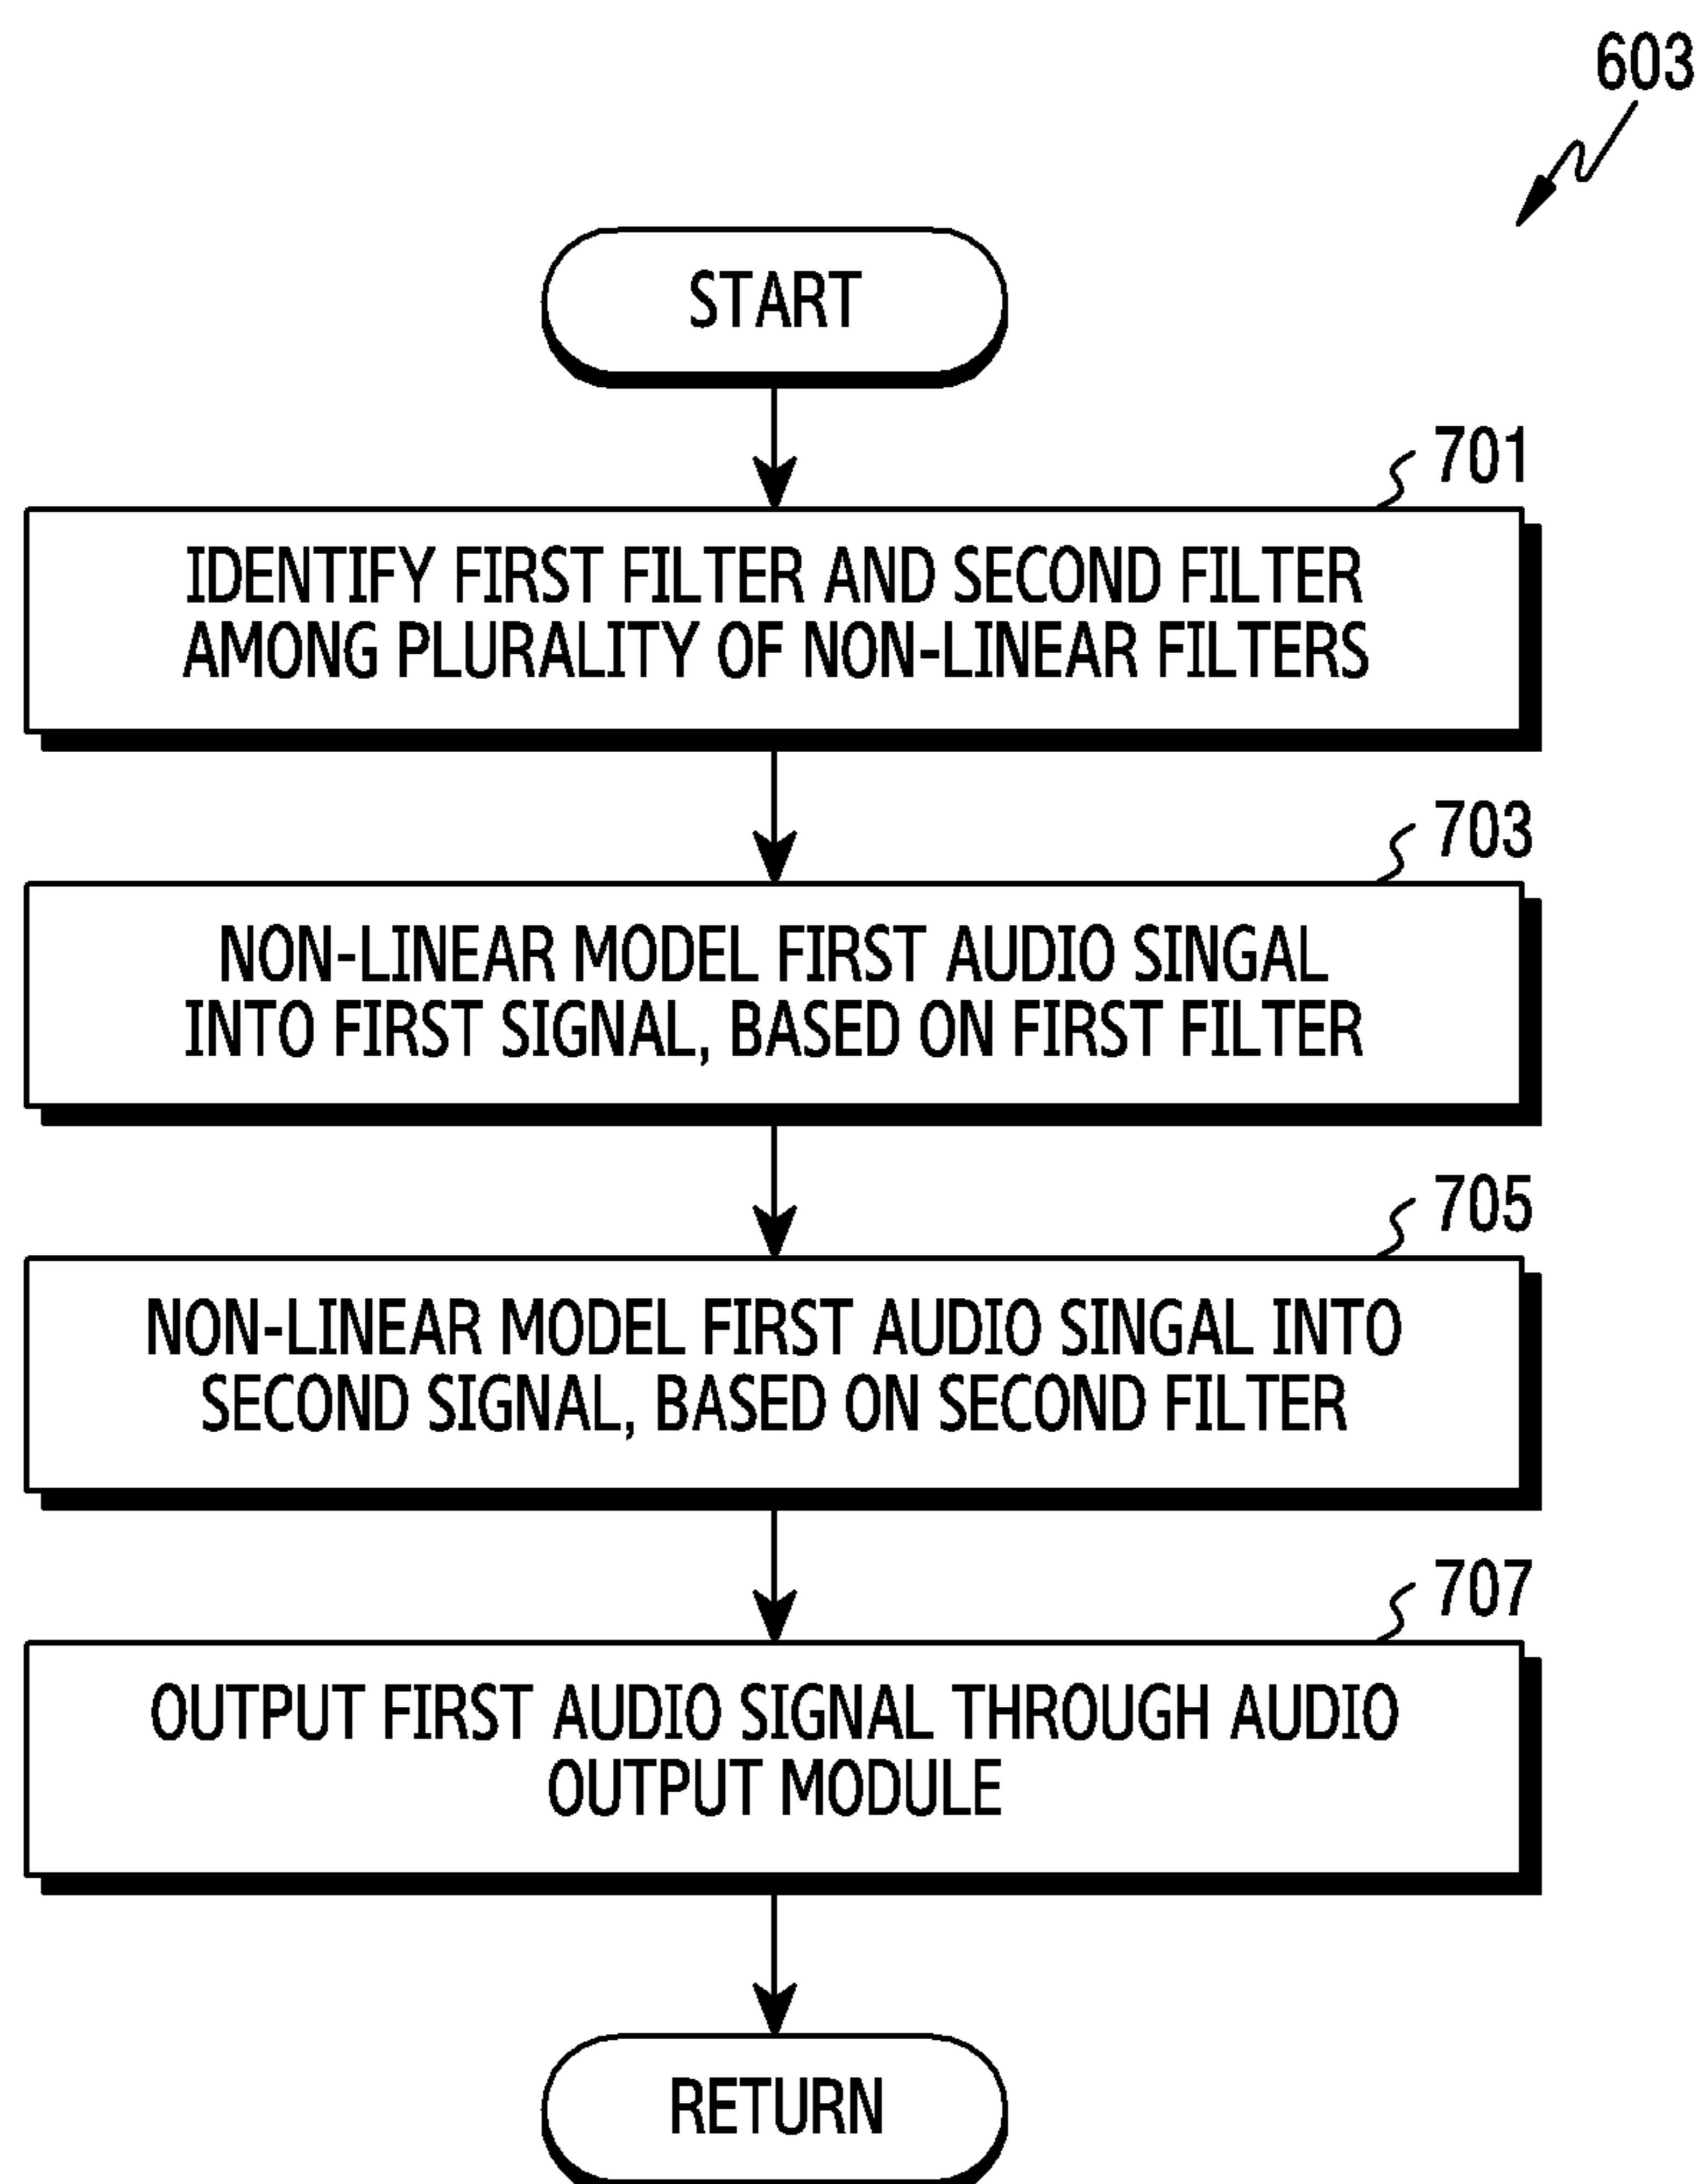 603
START
701
IDENTIFY FIRST FILTER AND SECOND FILTER
AMONG PLURALITY OF NON-LINEAR FILTERS
703
NON-LINEAR MODEL FIRST AUDIO SINGAL
INTO FIRST SIGNAL, BASED ON FIRST FILTER
705
NON-LINEAR MODEL FIRST AUDIO SINGAL INTO
SECOND SIGNAL, BASED ON SECOND FILTER
707
OUTPUT FIRST AUDIO SIGNAL THROUGH AUDIO
OUTPUT MODULE
RETURN